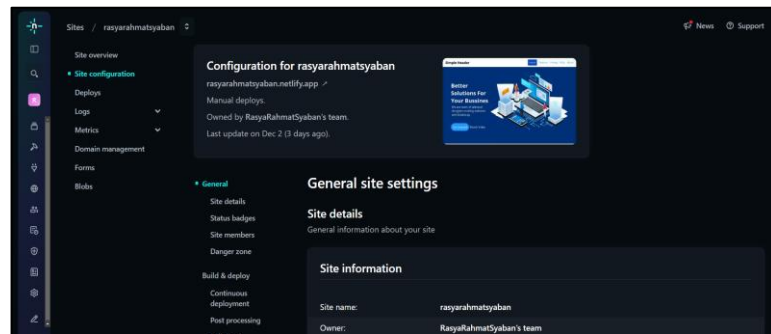 Sites / rasyarahmatsyaban
News
Support
Site overview
Site configuration
Deploys
Logs
Metrics
Domain management
Forms
Blobs
Configuration for rasyarahmatsyaban
rasyarahmatsyaban.netlify.app
Manual deploys.
Owned by RasyaRahmatSyaban's team.
Last update on Dec 2 (3 days ago).
Simple Header
Better
Solutions For
Your Bussines
General
Site details
Status badges
Site members
Danger zone
Build & deploy
Continuous
deployment
Post processing
General site settings
Site details
General information about your site
Site information
Site name: rasyarahmatsyaban
Owner: RasyaRahmatSyaban's team